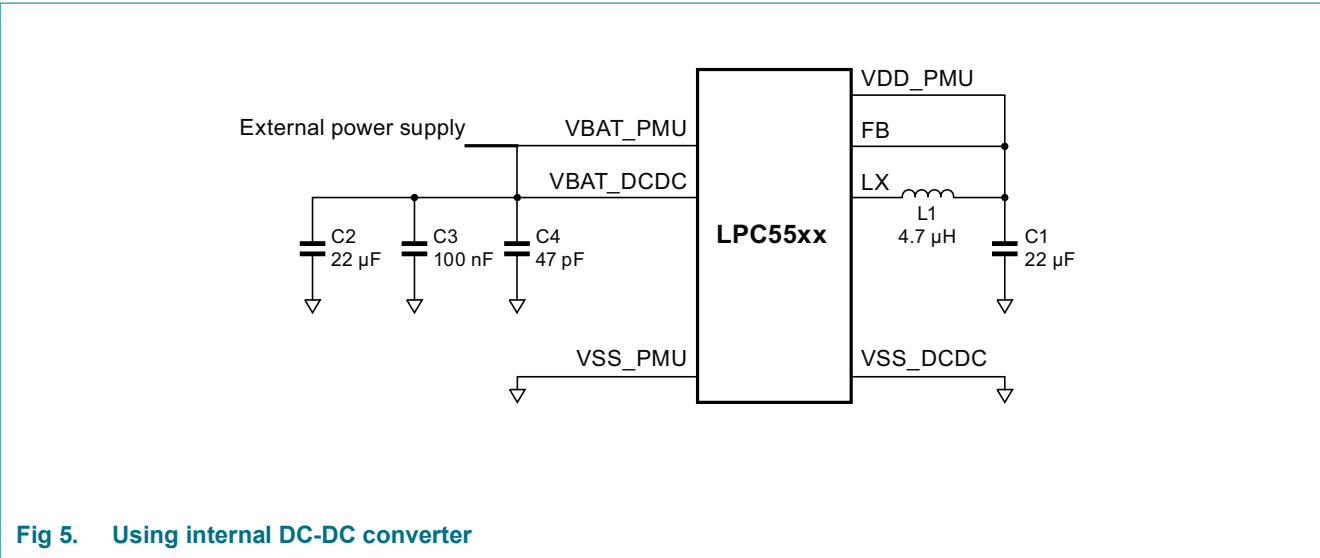 VDD_PMU
External power supply
VBAT_PMU
FB
VBAT_DCDC
LX
LPC55xx
L1
4.7 µH
C2
22 µF
C3
100 nF
C4
47 pF
C1
22 µF
VSS_PMU
VSS_DCDC
Fig 5. Using internal DC-DC converter